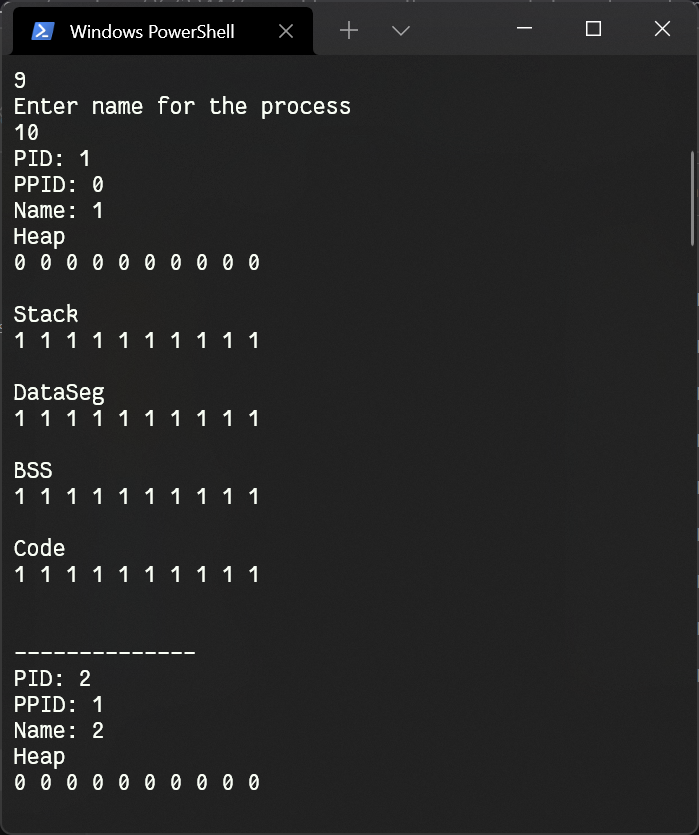 Windows PowerShell
9
Enter name for the process
10
PID: 1
PPID: 0
Name: 1
Heap
0 0 0 0 0 0 0 0 0 0
Stack
1 1 1 1 1 1 1 1 1 1
DataSeg
1 1 1 1 1 1 1 1 1 1
BSS
1 1 1 1 1 1 1 1 1 1
Code
1 1 1 1 1 1 1 1 1 1
--------------
PID: 2
PPID: 1
Name: 2
Heap
0 0 0 0 0 0 0 0 0 0